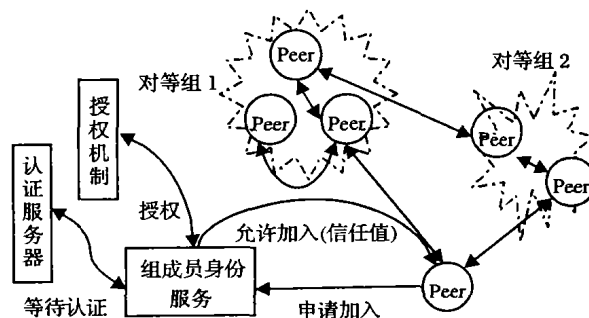 Peer
对等组 1
对等组 2
Peer
Peer
Peer
Peer
授权机制
认证服务器
授权
允许加入(信任值)
组成员身份
服务
Peer
等待认证
申请加入